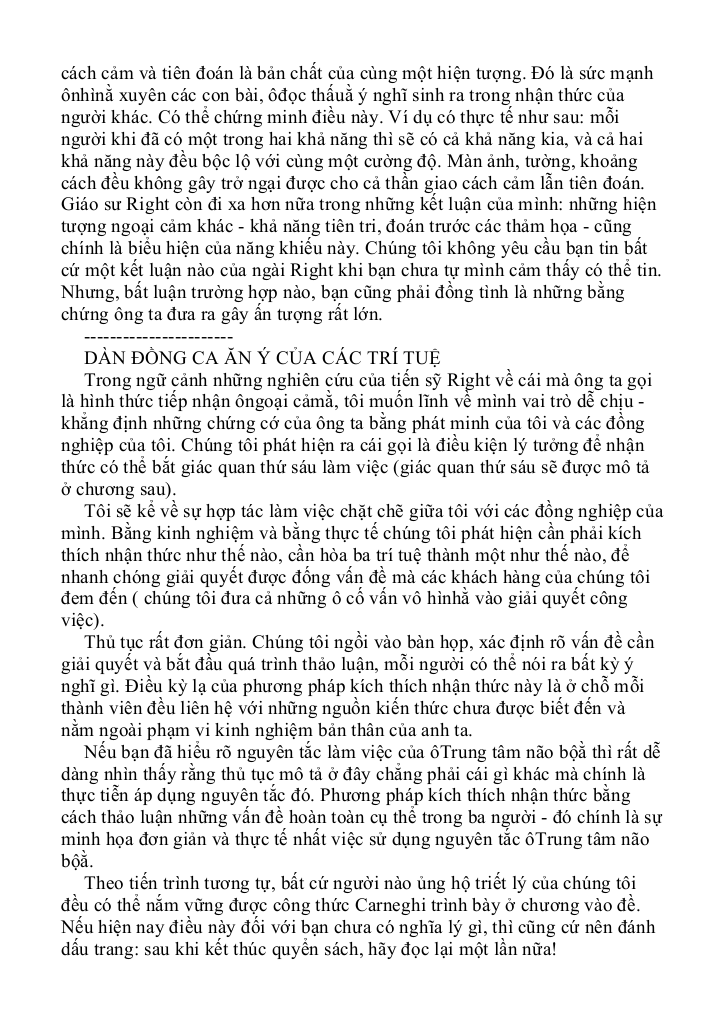 cách cảm và tiên đoán là bản chất của cùng một hiện tượng. Đó là sức mạnh
ônhìnằ xuyên các con bài, ôđọc thấuằ ý nghĩ sinh ra trong nhận thức của
người khác. Có thể chứng minh điều này. Ví dụ có thực tế như sau: mỗi
người khi đã có một trong hai khả năng thì sẽ có cả khả năng kia, và cả hai
khả năng này đều bộc lộ với cùng một cường độ. Màn ảnh, tường, khoảng
cách đều không gây trở ngại được cho cả thần giao cách cảm lẫn tiên đoán.
Giáo sư Right còn đi xa hơn nữa trong những kết luận của mình: những hiện
tượng ngoại cảm khác - khả năng tiên tri, đoán trước các thảm họa - cũng
chính là biểu hiện của năng khiếu này. Chúng tôi không yêu cầu bạn tin bất
cứ một kết luận nào của ngài Right khi bạn chưa tự mình cảm thấy có thể tin.
Nhưng, bất luận trường hợp nào, bạn cũng phải đồng tình là những bằng
chứng ông ta đưa ra gây ấn tượng rất lớn.
-----------------------
DÀN ĐỒNG CA ĂN Ý CỦA CÁC TRÍ TUỆ
Trong ngữ cảnh những nghiên cứu của tiến sỹ Right về cái mà ông ta gọi
là hình thức tiếp nhận ôngoại cảmằ, tôi muốn lĩnh về mình vai trò dễ chịu -
khẳng định những chứng cớ của ông ta bằng phát minh của tôi và các đồng
nghiệp của tôi. Chúng tôi phát hiện ra cái gọi là điều kiện lý tưởng để nhận
thức có thể bắt giác quan thứ sáu làm việc (giác quan thứ sáu sẽ được mô tả
ở chương sau).
Tôi sẽ kể về sự hợp tác làm việc chặt chẽ giữa tôi với các đồng nghiệp của
mình. Bằng kinh nghiệm và bằng thực tế chúng tôi phát hiện cần phải kích
thích nhận thức như thế nào, cần hòa ba trí tuệ thành một như thế nào, để
nhanh chóng giải quyết được đống vấn đề mà các khách hàng của chúng tôi
đem đến ( chúng tôi đưa cả những ô cố vấn vô hìnhằ vào giải quyết công
việc).
Thủ tục rất đơn giản. Chúng tôi ngồi vào bàn họp, xác định rõ vấn đề cần
giải quyết và bắt đầu quá trình thảo luận, mỗi người có thể nói ra bất kỳ ý
nghĩ gì. Điều kỳ lạ của phương pháp kích thích nhận thức này là ở chỗ mỗi
thành viên đều liên hệ với những nguồn kiến thức chưa được biết đến và
nằm ngoài phạm vi kinh nghiệm bản thân của anh ta.
Nếu bạn đã hiểu rõ nguyên tắc làm việc của ôTrung tâm não bộằ thì rất dễ
dàng nhìn thấy rằng thủ tục mô tả ở đây chẳng phải cái gì khác mà chính là
thực tiễn áp dụng nguyên tắc đó. Phương pháp kích thích nhận thức bằng
cách thảo luận những vấn đề hoàn toàn cụ thể trong ba người - đó chính là sự
minh họa đơn giản và thực tế nhất việc sử dụng nguyên tắc ôTrung tâm não
bộằ.
Theo tiến trình tương tự, bất cứ người nào ủng hộ triết lý của chúng tôi
đều có thể nắm vững được công thức Carneghi trình bày ở chương vào đề.
Nếu hiện nay điều này đối với bạn chưa có nghĩa lý gì, thì cũng cứ nên đánh
dấu trang: sau khi kết thúc quyển sách, hãy đọc lại một lần nữa!